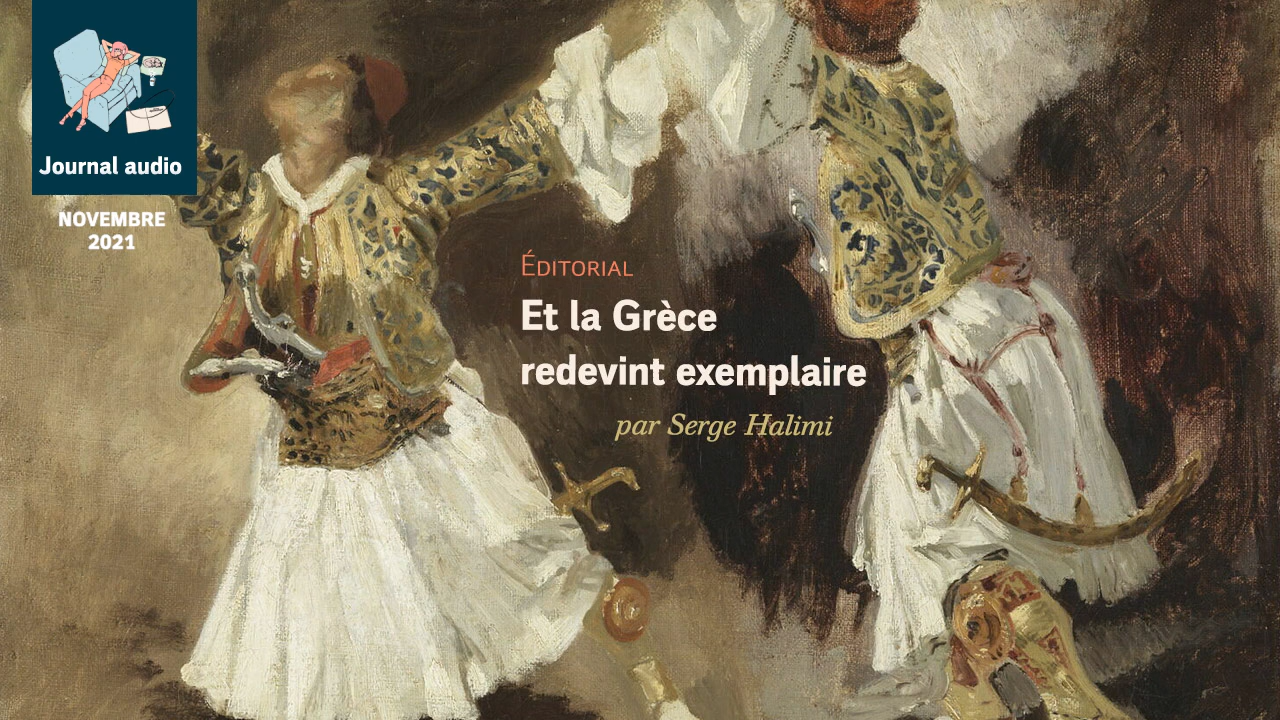 Journal audio
NOVEMBRE
2021
Éditorial
Et la Grèce
redevint exemplaire
par Serge Halimi